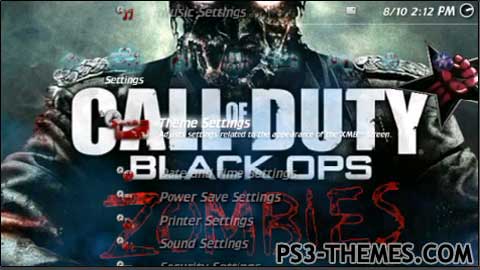 Music Settings
8/10 2:12 PM
Settings
CALL OF DUTY
Theme Settings
Adjusts settings related to the appearance of the XMB™ screen.
BLACK OPS
Date and Time Settings
Power Save Settings
ZOMBIES
Printer Settings
Sound Settings
PS3-THEMES.COM
Security Settings